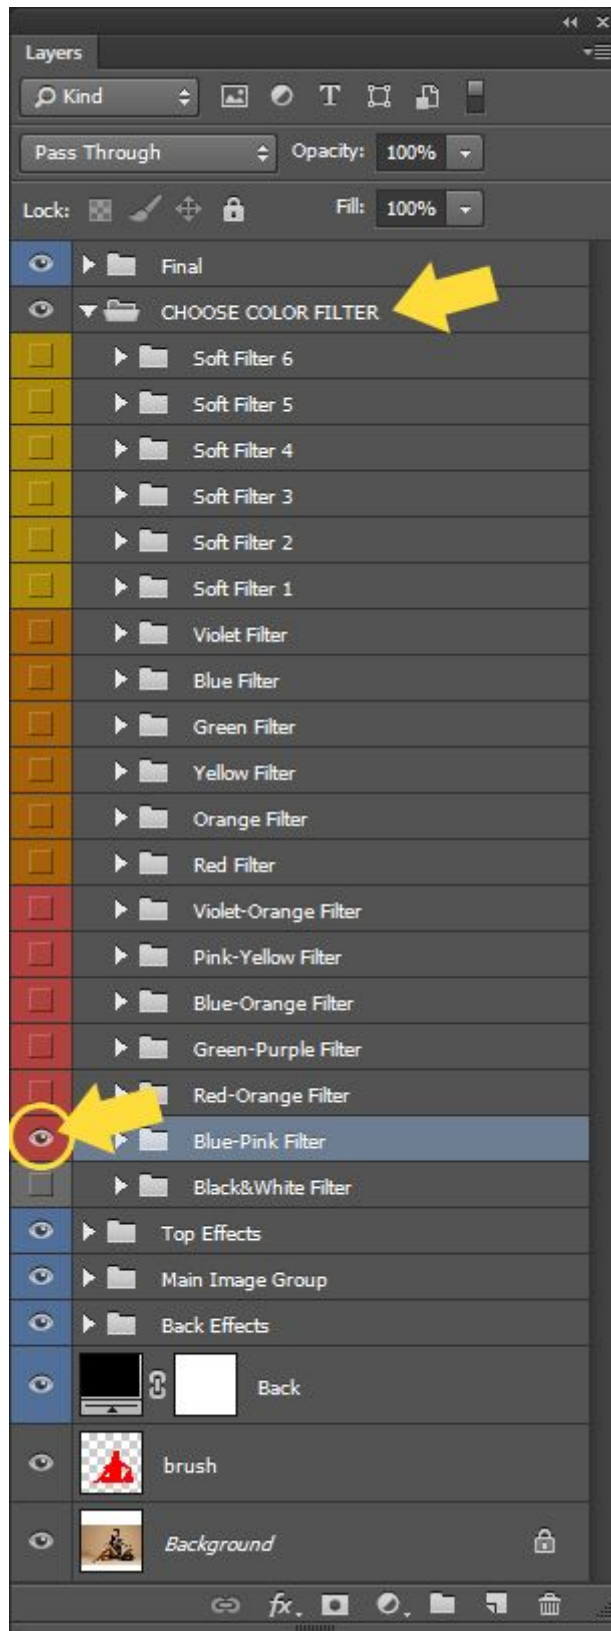 Layers
Kind
Pass Through Opacity: 100%
Lock: Fill: 100%
Final
CHOOSE COLOR FILTER
Soft Filter 6
Soft Filter 5
Soft Filter 4
Soft Filter 3
Soft Filter 2
Soft Filter 1
Violet Filter
Blue Filter
Green Filter
Yellow Filter
Orange Filter
Red Filter
Violet-Orange Filter
Pink-Yellow Filter
Blue-Orange Filter
Green-Purple Filter
Red-Orange Filter
Blue-Pink Filter
Black&White Filter
Top Effects
Main Image Group
Back Effects
Back
brush
Background
fx.